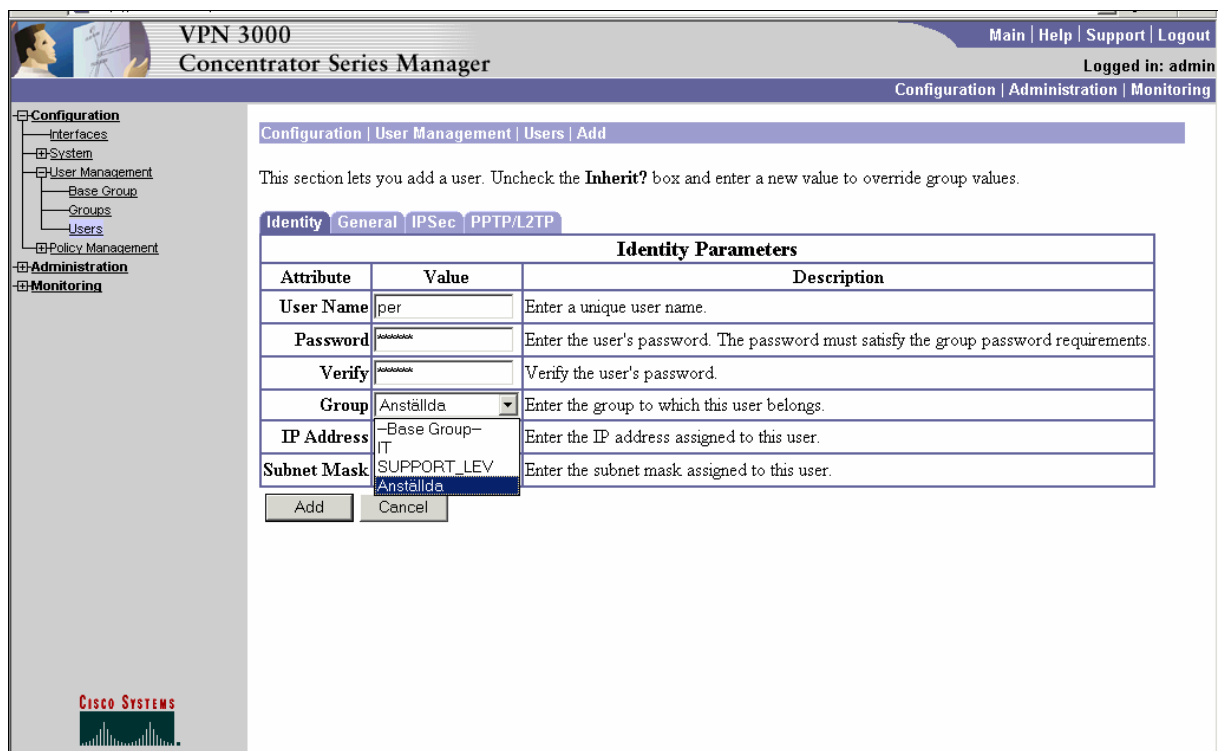 VPN 3000
Concentrator Series Manager
Main | Help | Support | Logout
Logged in: admin
Configuration | Administration | Monitoring
Configuration
Interfaces
System
User Management
Base Group
Groups
Users
Policy Management
Administration
Monitoring
Configuration | User Management | Users | Add
This section lets you add a user. Uncheck the Inherit? box and enter a new value to override group values.
Identity General IPSec PPTP/L2TP
Identity Parameters
Attribute Value Description
User Name per Enter a unique user name.
Password ******* Enter the user's password. The password must satisfy the group password requirements.
Verify ******* Verify the user's password.
Group Anställda Enter the group to which this user belongs.
--Base Group--
IT
SUPPORT_LEV
Anställda
IP Address Enter the IP address assigned to this user.
Subnet Mask Enter the subnet mask assigned to this user.
Add Cancel
CISCO SYSTEMS